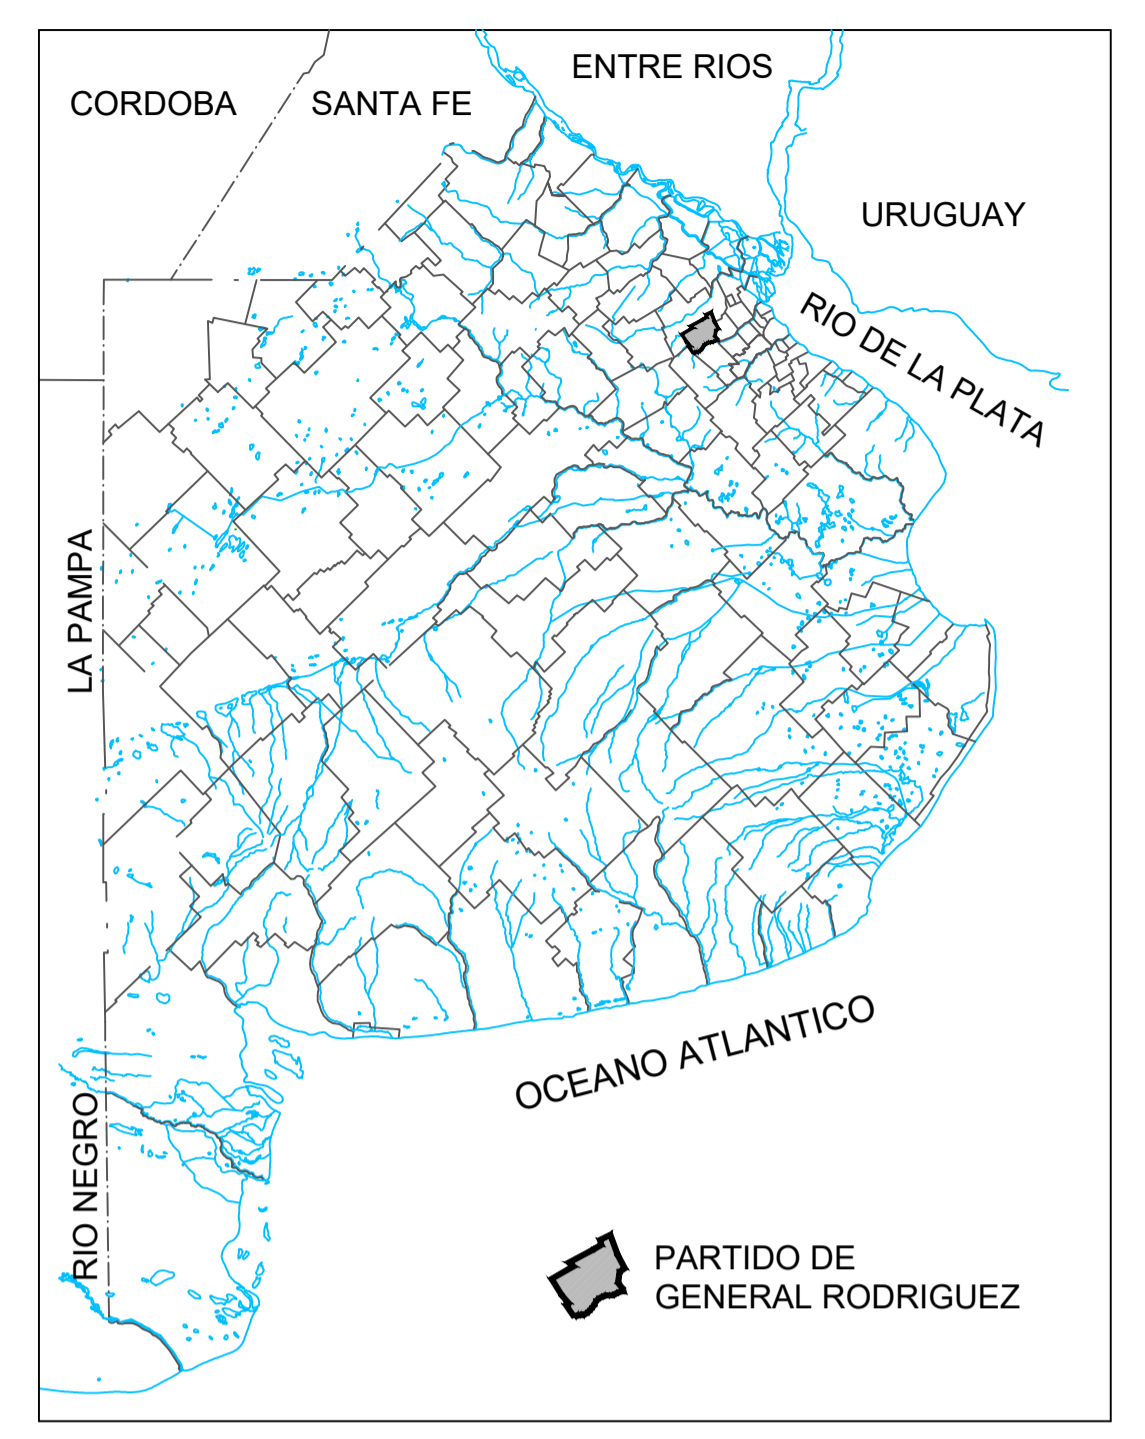 ENTRE RIOS
CORDOBA
SANTA FE
URUGUAY
RIO DE LA PLATA
LA PAMPA
OCEANO ATLANTICO
RIO NEGRO
PARTIDO DE
GENERAL RODRIGUEZ